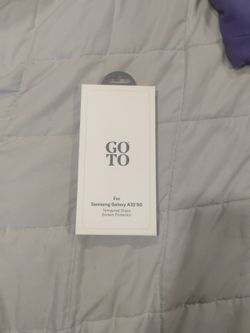 GO
TO
For
Samsung Galaxy A32 5G
Tempered Glass
Screen Protector